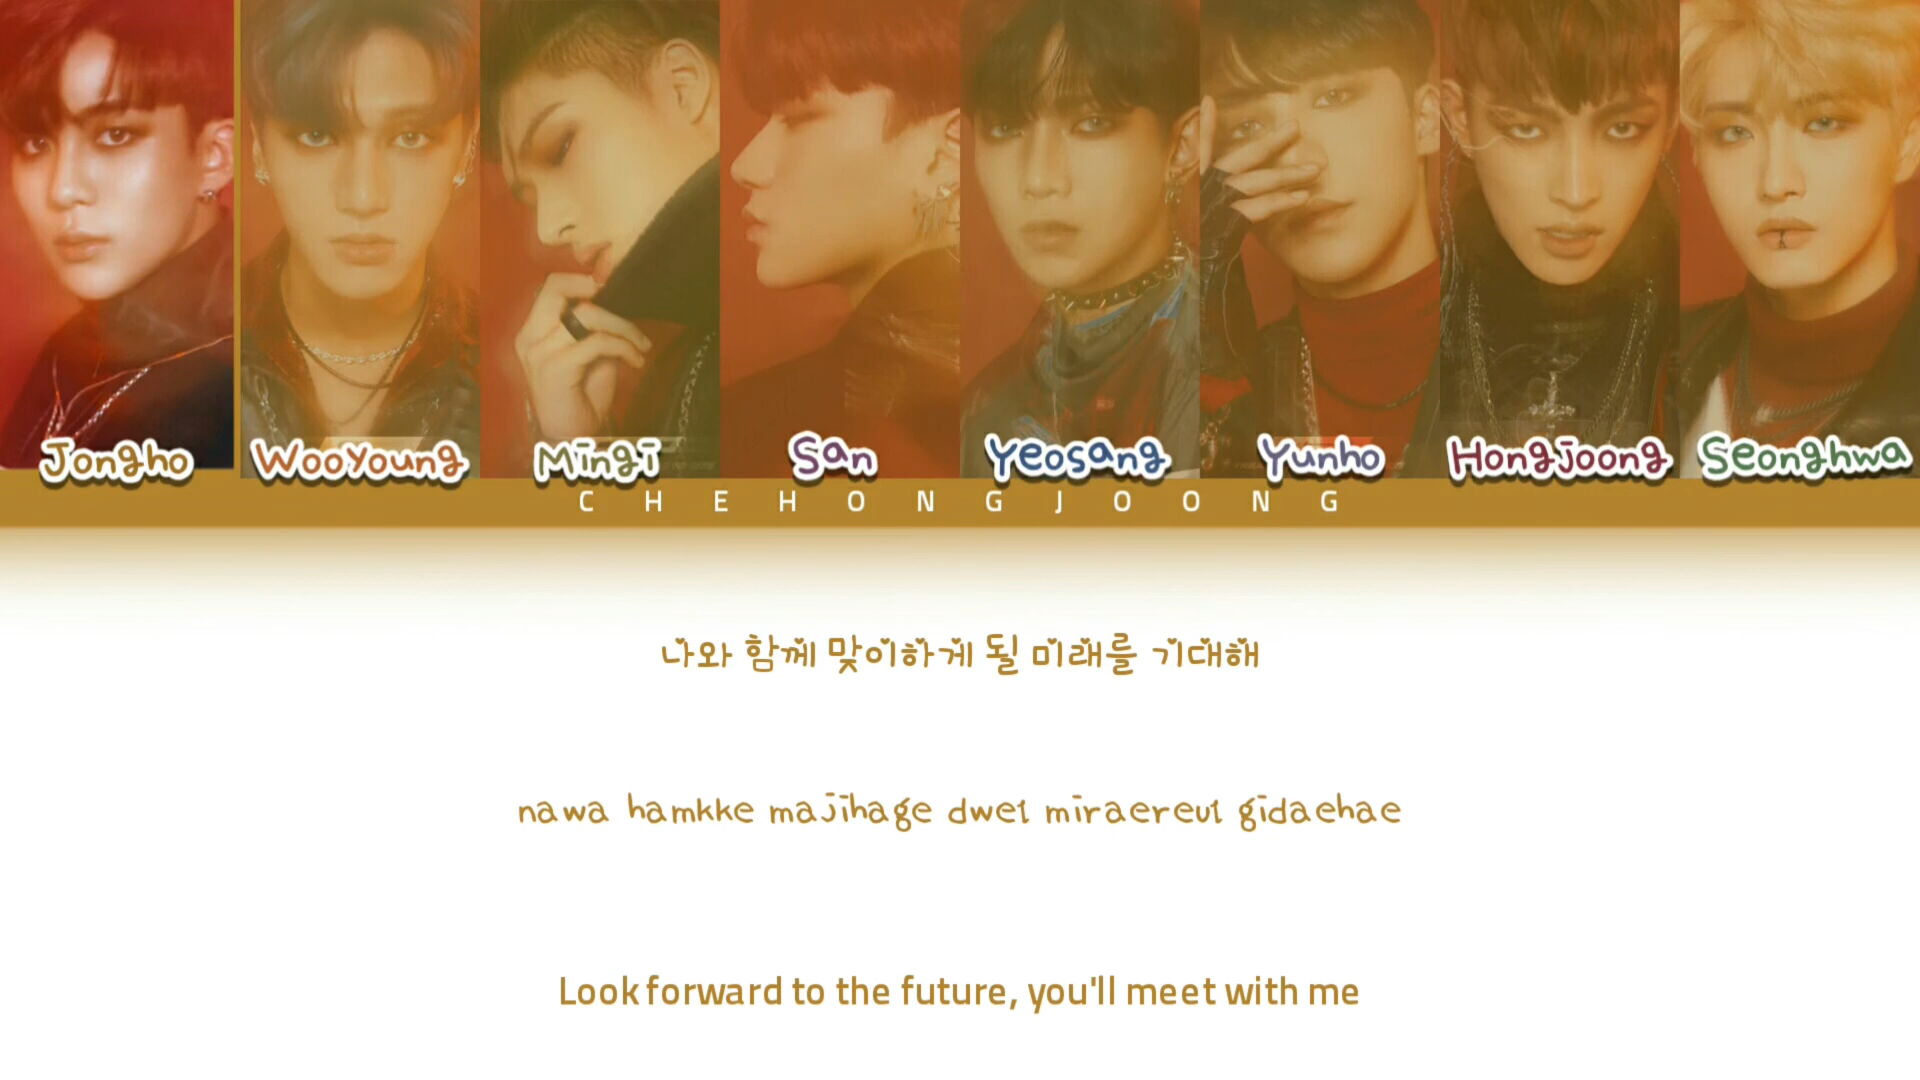 Jongho WooYoung Mingi San Yeosang Yunho Hongjoong Seonghwa
CHEHONGJOONG
나와 함께 맞이하게 될 미래를 기대해
nawa hamkke majihage dwel miraereul gidaehae
Look forward to the future, you'll meet with me